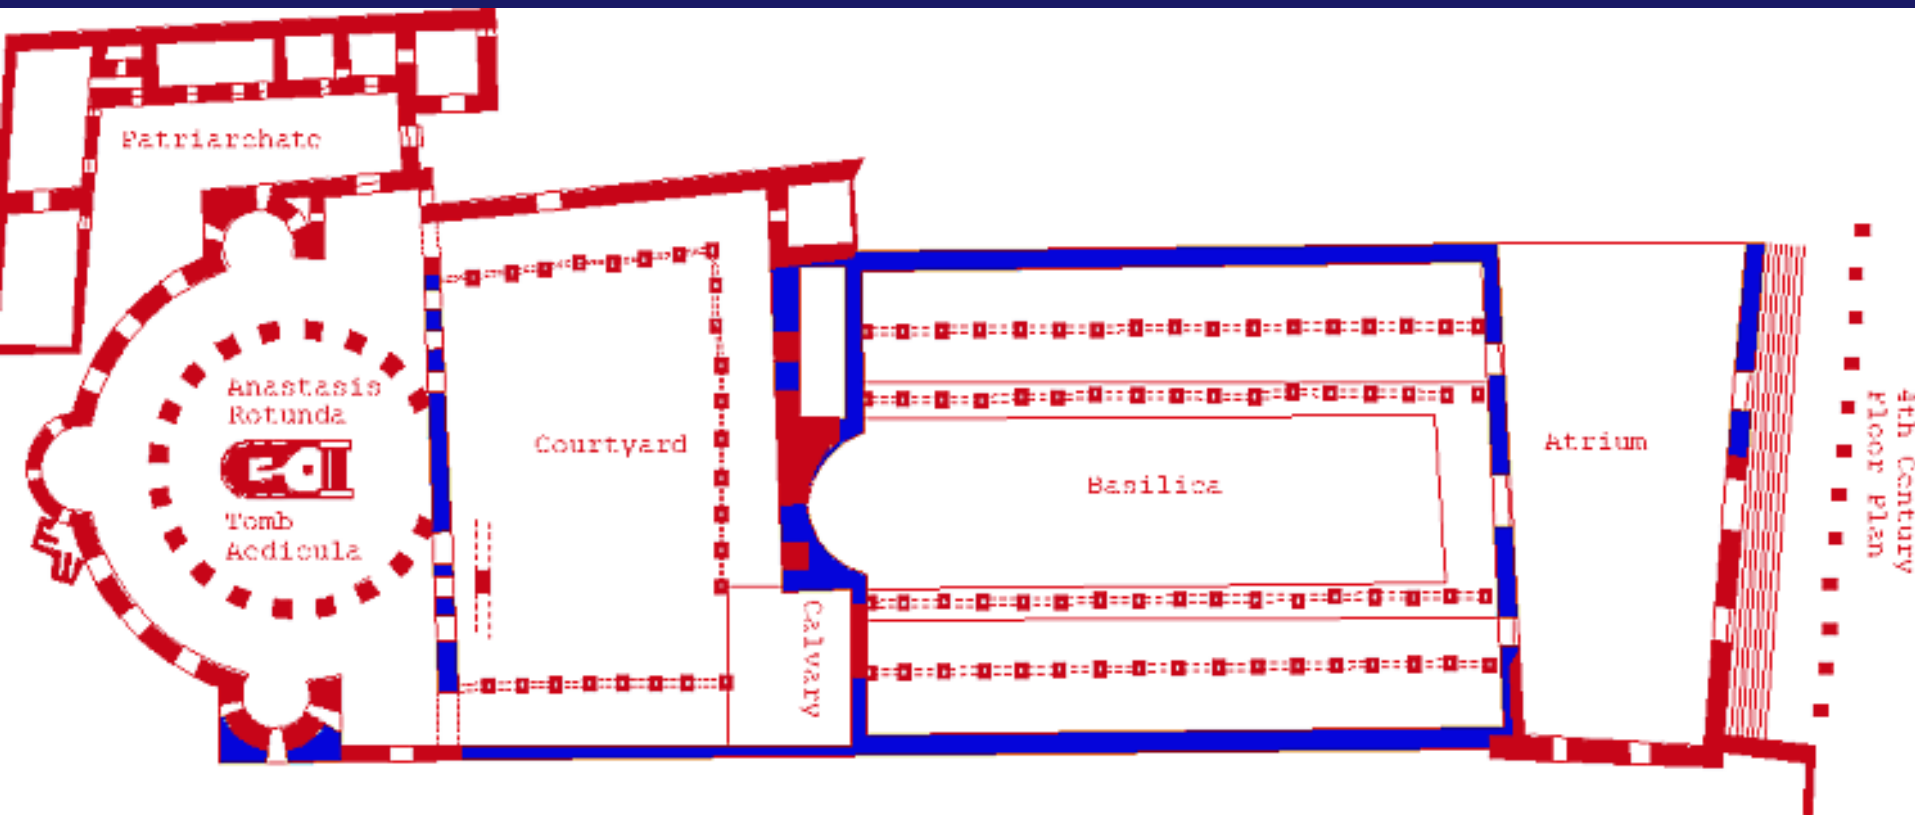 Patriarchate
Anastasis
Rotunda
Tomb
Aedicula
Courtyard
Calvary
Basilica
Atrium
4th Century
Floor Plan